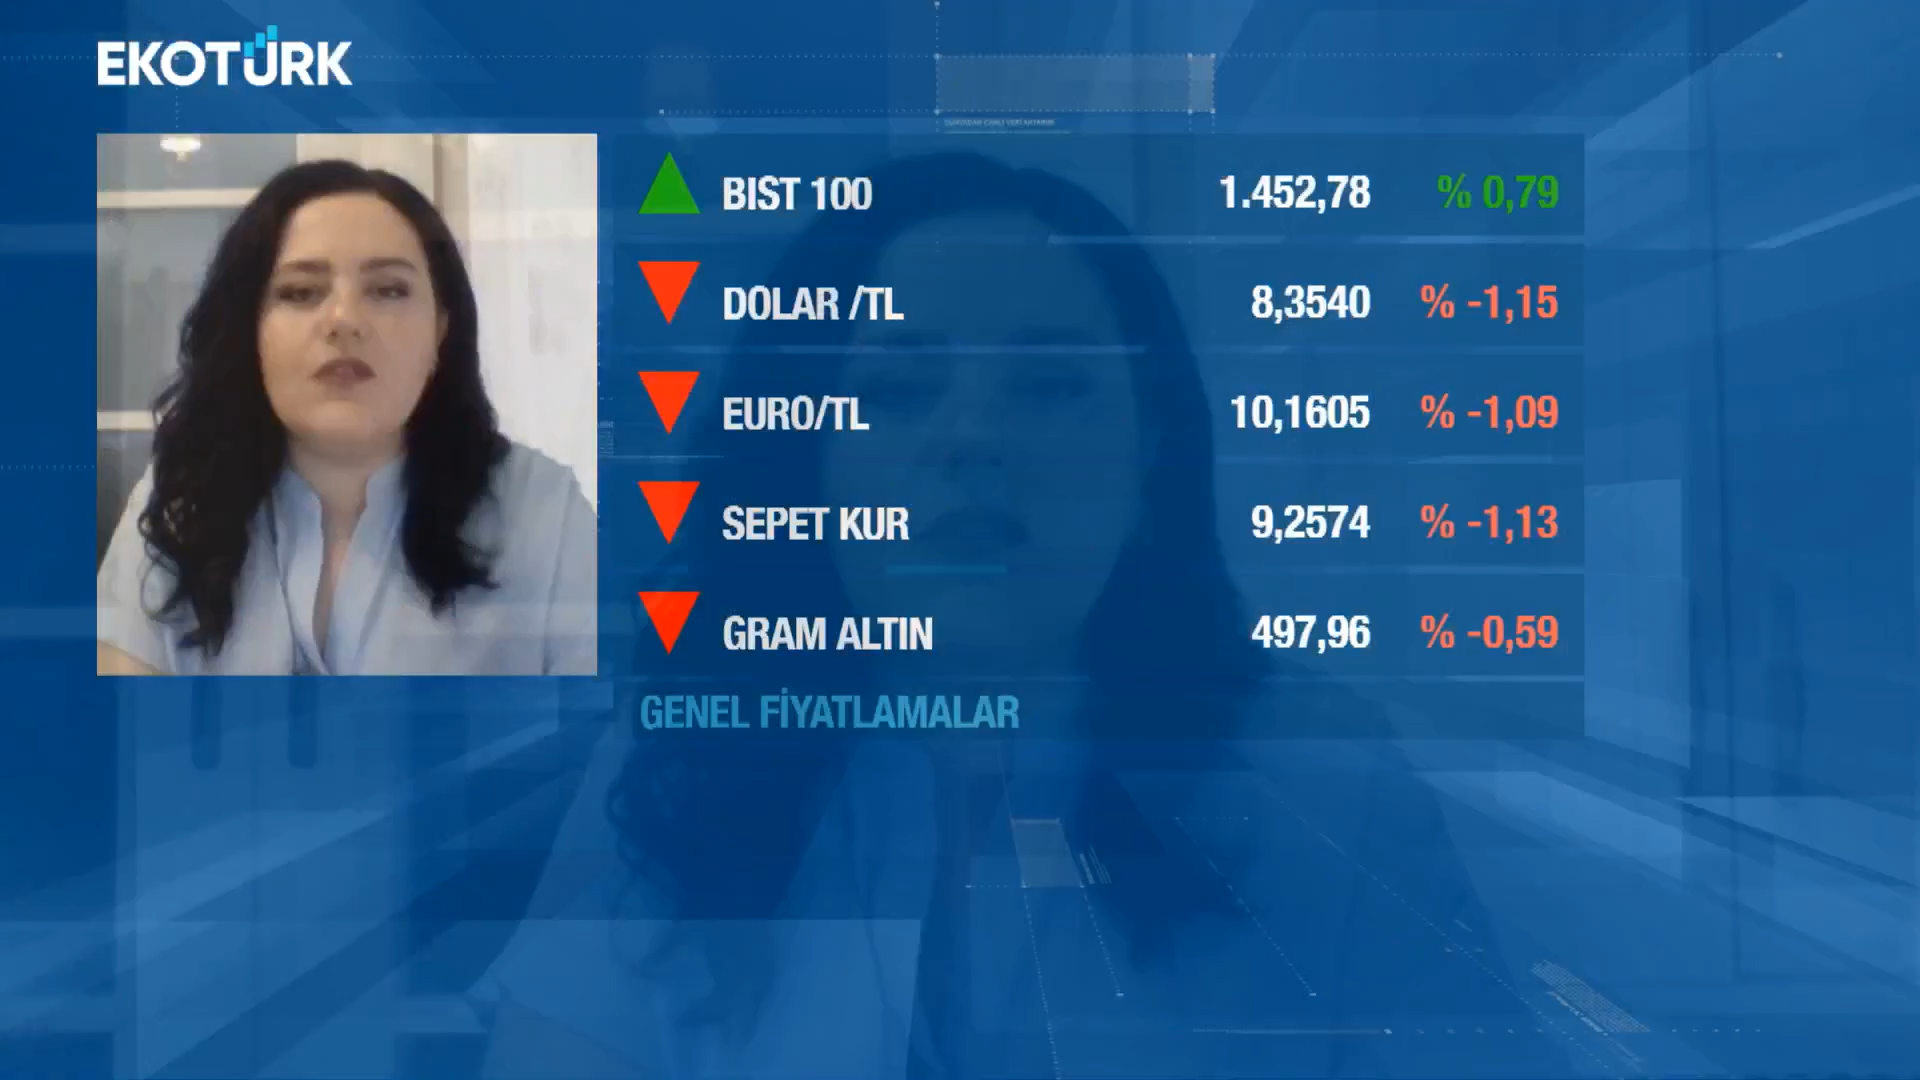 EKOTÜRK
BIST 100 1.452,78 % 0,79
DOLAR /TL 8,3540 % -1,15
EURO/TL 10,1605 % -1,09
SEPET KUR 9,2574 % -1,13
GRAM ALTIN 497,96 % -0,59
GENEL FİYATLAMALAR